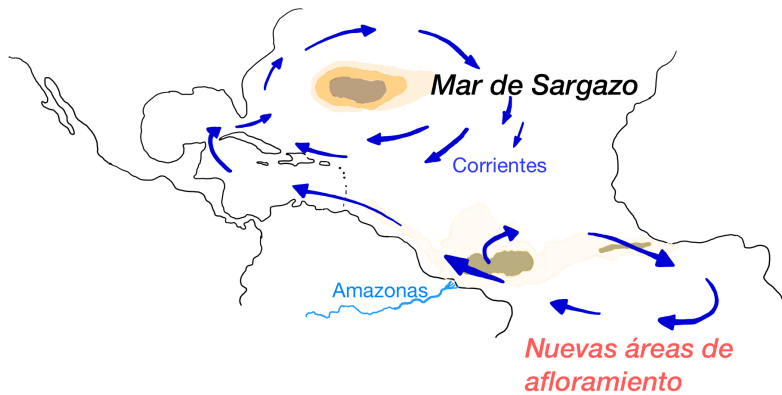 Mar de Sargazo
Corrientes
Amazonas
Nuevas áreas de
afloramiento